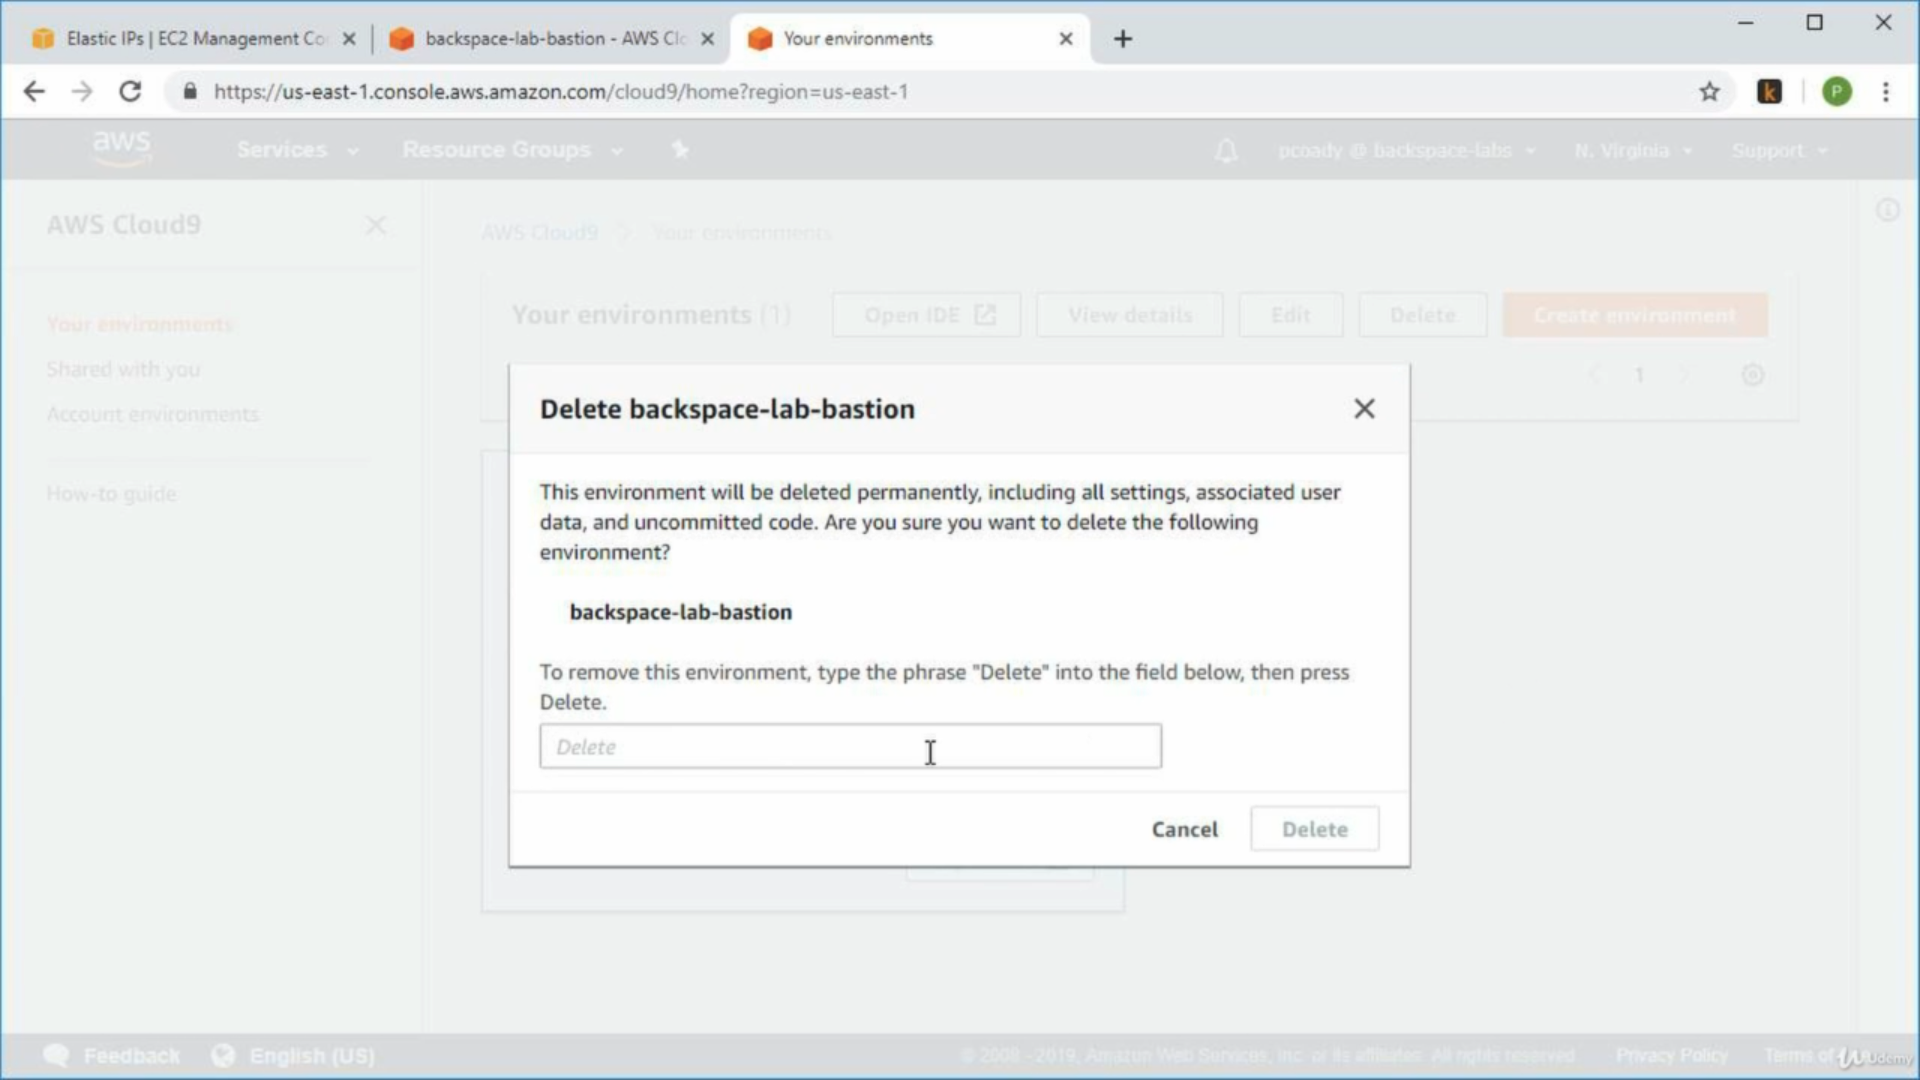 Elastic IPs | EC2 Management Co
backspace-lab-bastion - AWS Clo
Your environments
https://us-east-1.console.aws.amazon.com/cloud9/home?region=us-east-1
k
P
aws
Services
Resource Groups
pcoady @ backspace-labs
N. Virginia
Support
AWS Cloud9
AWS Cloud9
Your environments
Your environments (1)
Open IDE
View details
Edit
Delete
Create environment
Your environments
Shared with you
Account environments
How-to guide
1
Delete backspace-lab-bastion
This environment will be deleted permanently, including all settings, associated user
data, and uncommitted code. Are you sure you want to delete the following
environment?
backspace-lab-bastion
To remove this environment, type the phrase "Delete" into the field below, then press
Delete.
Delete
Cancel
Delete
Feedback
English (US)
© 2008 - 2019, Amazon Web Services, Inc. or its affiliates. All rights reserved.
Privacy Policy
Terms of
Udemy